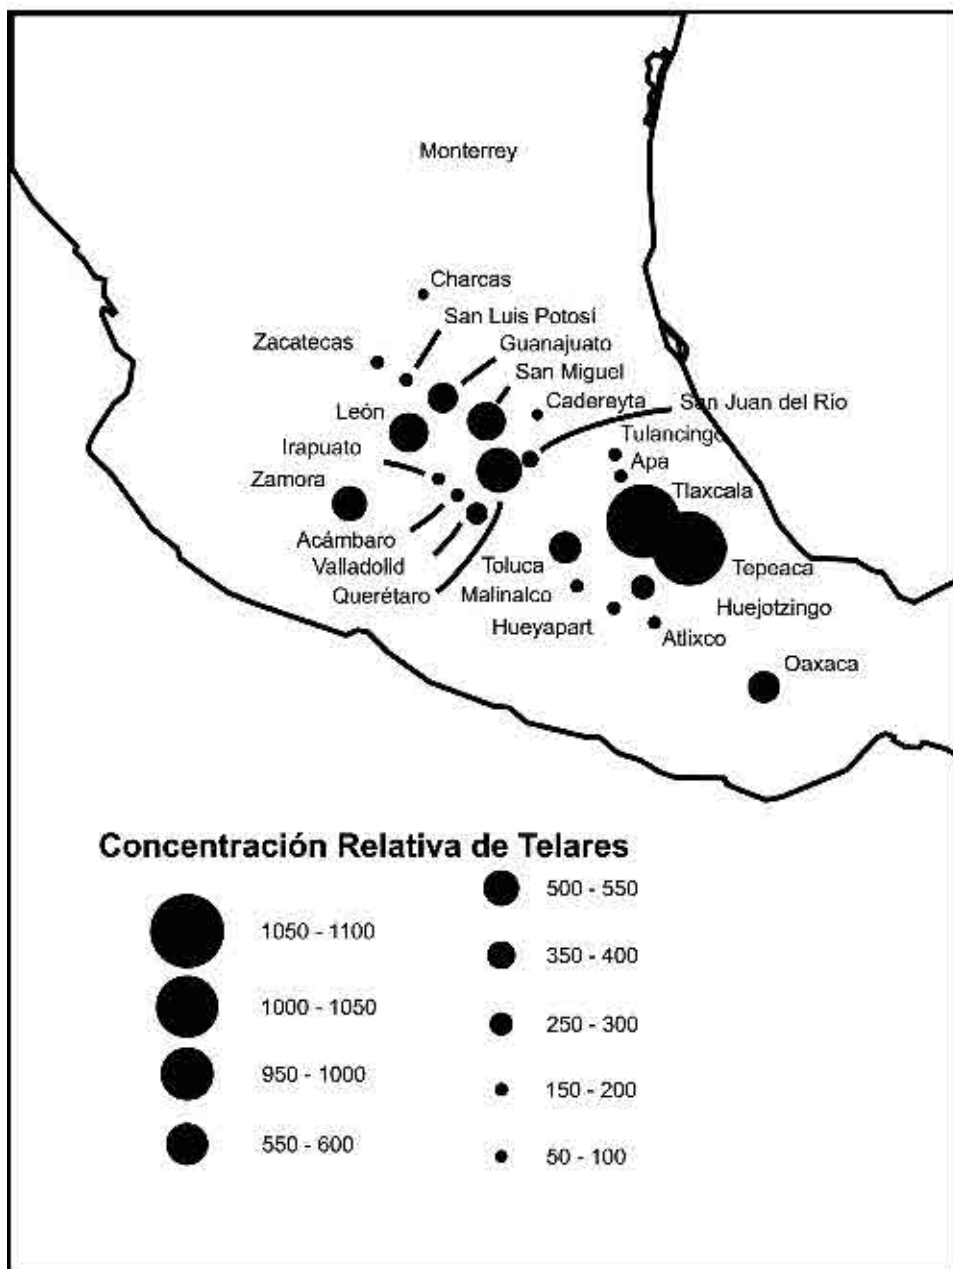 Monterrey
Charcas
San Luis Potosí
Zacatecas
Guanajuato
San Miguel
León
Cadereyta
San Juan del Río
Irapuato
Tulancingo
Apa
Zamora
Tlaxcala
Acámbaro
Valladolid
Toluca
Tepeaca
Querétaro
Malinalco
Huejotzingo
Hueyapart
Atlixco
Oaxaca
Concentración Relativa de Telares
1050 - 1100
1000 - 1050
950 - 1000
550 - 600
500 - 550
350 - 400
250 - 300
150 - 200
50 - 100